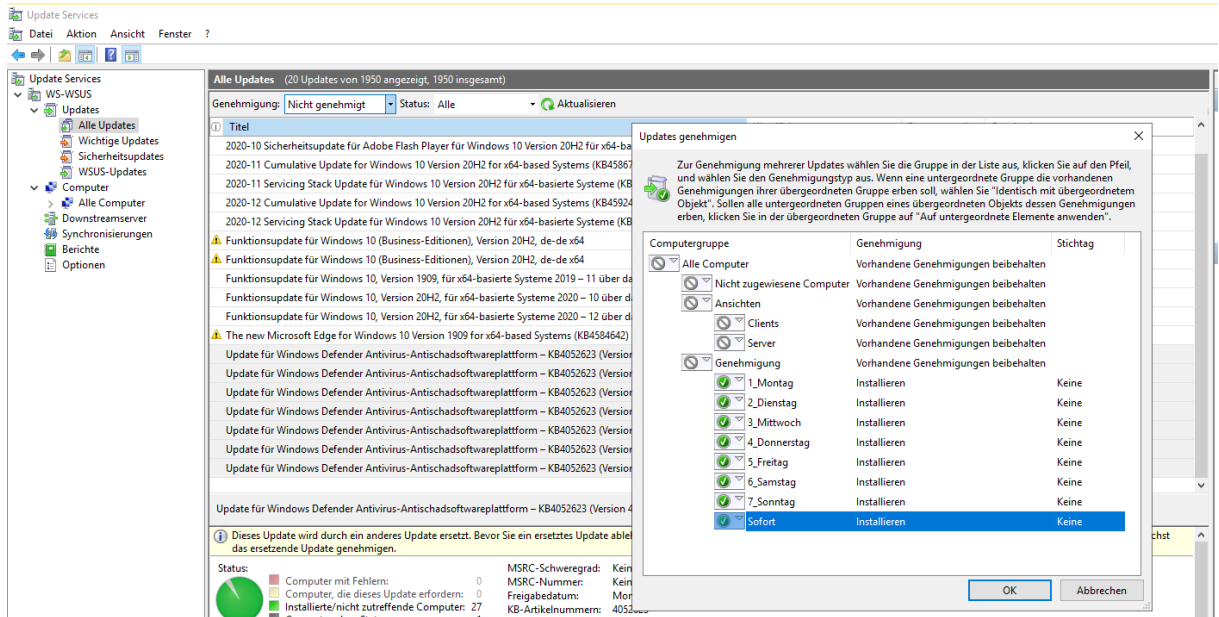 Update Services
Datei Aktion Ansicht Fenster ?
Update Services
WS-WSUS
Updates
Alle Updates
Wichtige Updates
Sicherheitsupdates
WSUS-Updates
Computer
Alle Computer
Downstreamserver
Synchronisierungen
Berichte
Optionen
Alle Updates (20 Updates von 1950 angezeigt, 1950 insgesamt)
Genehmigung: Nicht genehmigt Status: Alle Aktualisieren
Titel
2020-10 Sicherheitsupdate für Adobe Flash Player für Windows 10 Version 20H2 für x64-ba
2020-11 Cumulative Update for Windows 10 Version 20H2 for x64-based Systems (KB45867
2020-11 Servicing Stack Update für Windows 10 Version 20H2 für x64-basierte Systeme (KB
2020-12 Cumulative Update for Windows 10 Version 20H2 for x64-based Systems (KB45924
2020-12 Servicing Stack Update für Windows 10 Version 20H2 für x64-basierte Systeme (KB
Funktionsupdate für Windows 10 (Business-Editionen), Version 20H2, de-de x64
Funktionsupdate für Windows 10 (Business-Editionen), Version 20H2, de-de x64
Funktionsupdate für Windows 10, Version 1909, für x64-basierte Systeme 2019 – 11 über da
Funktionsupdate für Windows 10, Version 20H2, für x64-basierte Systeme 2020 – 10 über d
Funktionsupdate für Windows 10, Version 20H2, für x64-basierte Systeme 2020 – 12 über d
The new Microsoft Edge for Windows 10 Version 1909 for x64-based Systems (KB4584642)
Update für Windows Defender Antivirus-Antischadsoftwareplattform – KB4052623 (Version
Update für Windows Defender Antivirus-Antischadsoftwareplattform – KB4052623 (Version
Update für Windows Defender Antivirus-Antischadsoftwareplattform – KB4052623 (Version
Update für Windows Defender Antivirus-Antischadsoftwareplattform – KB4052623 (Version
Update für Windows Defender Antivirus-Antischadsoftwareplattform – KB4052623 (Version
Update für Windows Defender Antivirus-Antischadsoftwareplattform – KB4052623 (Version
Update für Windows Defender Antivirus-Antischadsoftwareplattform – KB4052623 (Version
Update für Windows Defender Antivirus-Antischadsoftwareplattform – KB4052623 (Version 4
Dieses Update wird durch ein anderes Update ersetzt. Bevor Sie ein ersetztes Update able
chst
das ersetzende Update genehmigen.
Status:
Computer mit Fehlern: 0
Computer, die dieses Update erfordern: 0
Installierte/nicht zutreffende Computer: 27
MSRC-Schweregrad: Kein
MSRC-Nummer: Kein
Freigabedatum: Mor
KB-Artikelnummern: 4052623
Updates genehmigen
Zur Genehmigung mehrerer Updates wählen Sie die Gruppe in der Liste aus, klicken Sie auf den Pfeil,
und wählen Sie den Genehmigungstyp aus. Wenn eine untergeordnete Gruppe die vorhandenen
Genehmigungen ihrer übergeordneten Gruppe erben soll, wählen Sie "Identisch mit übergeordnetem
Objekt". Sollen alle untergeordneten Gruppen eines übergeordneten Objekts dessen Genehmigungen
erben, klicken Sie in der übergeordneten Gruppe auf "Auf untergeordnete Elemente anwenden".
Computergruppe Genehmigung Stichtag
Alle Computer Vorhandene Genehmigungen beibehalten
Nicht zugewiesene Computer Vorhandene Genehmigungen beibehalten
Ansichten Vorhandene Genehmigungen beibehalten
Clients Vorhandene Genehmigungen beibehalten
Server Vorhandene Genehmigungen beibehalten
Genehmigung Vorhandene Genehmigungen beibehalten
1_Montag Installieren Keine
2_Dienstag Installieren Keine
3_Mittwoch Installieren Keine
4_Donnerstag Installieren Keine
5_Freitag Installieren Keine
6_Samstag Installieren Keine
7_Sonntag Installieren Keine
Sofort Installieren Keine
OK Abbrechen